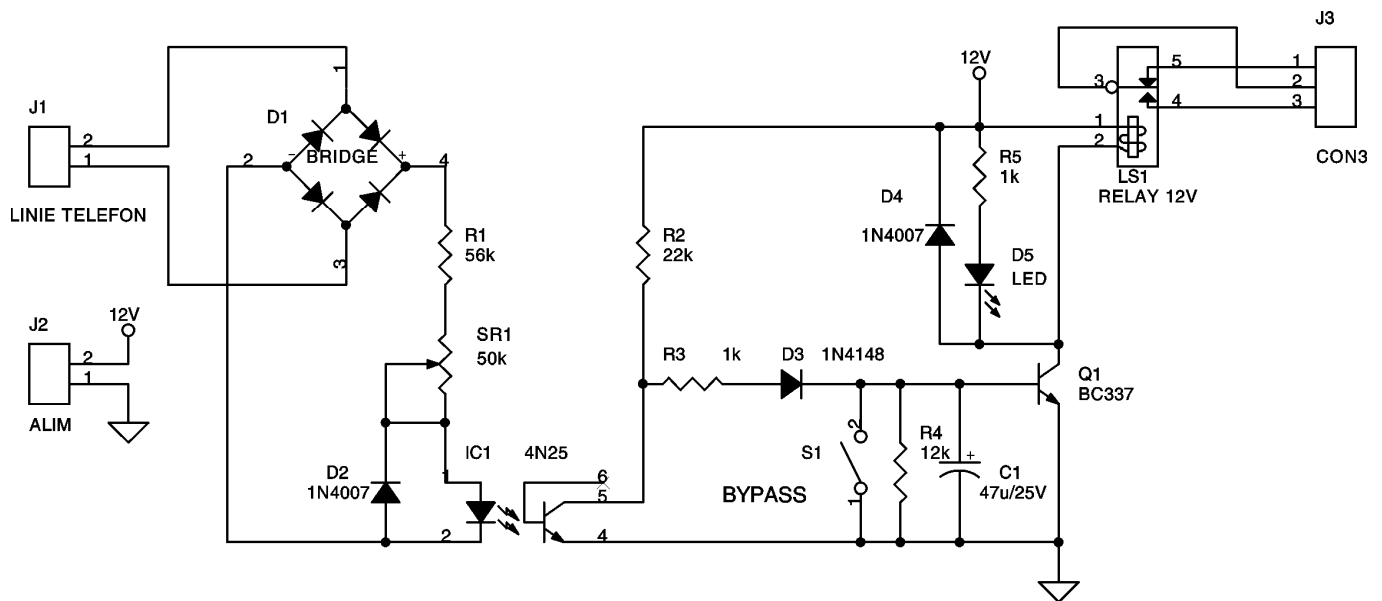 J1
2
1
LINIE TELEFON
J2
12V
2
1
ALIM
D1
1
2
-
BRIDGE
+
4
3
R1
56k
SR1
50k
D2
1N4007
IC1
4N25
1
2
6
5
4
R2
22k
R3
1k
D3
1N4148
S1
2
1
BYPASS
R4
12k
+
C1
47u/25V
12V
R5
1k
D4
1N4007
D5
LED
Q1
BC337
3
5
4
1
2
LS1
RELAY 12V
J3
1
2
3
CON3